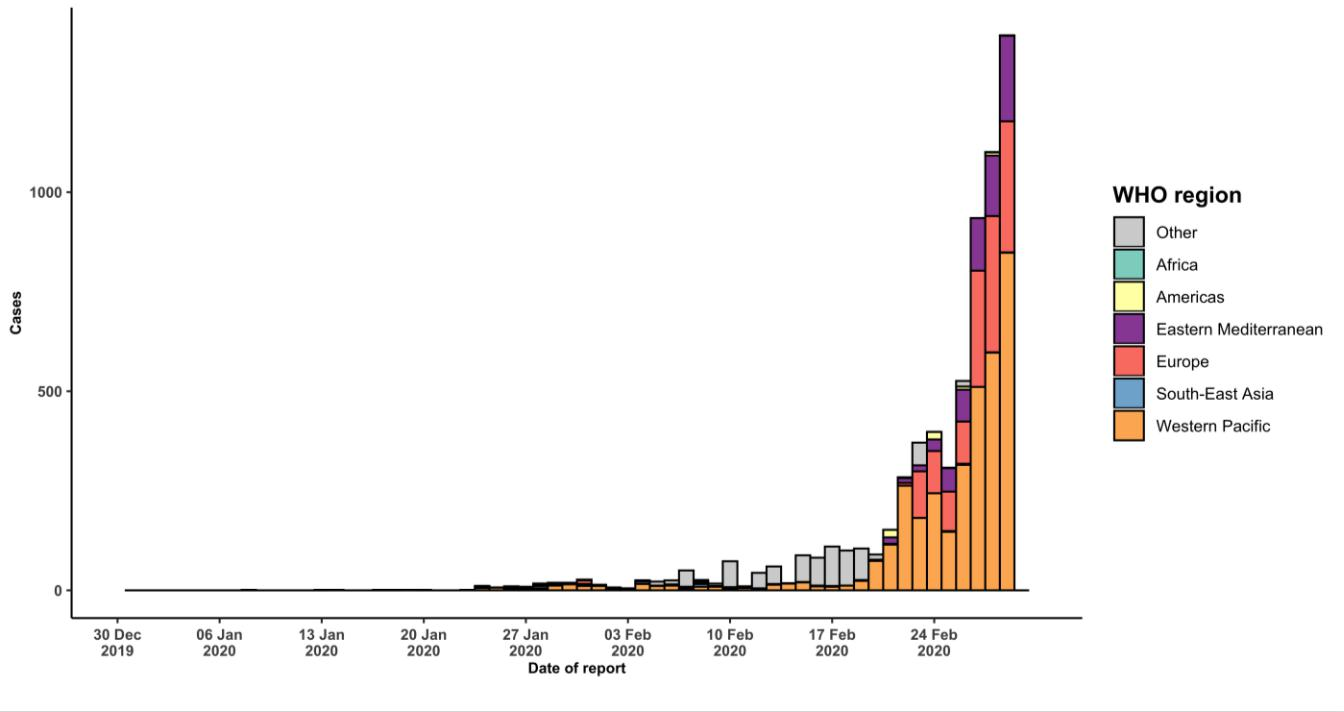 1000
500
0
Cases
30 Dec
2019
06 Jan
2020
13 Jan
2020
20 Jan
2020
27 Jan
2020
03 Feb
2020
10 Feb
2020
17 Feb
2020
24 Feb
2020
Date of report
WHO region
Other
Africa
Americas
Eastern Mediterranean
Europe
South-East Asia
Western Pacific